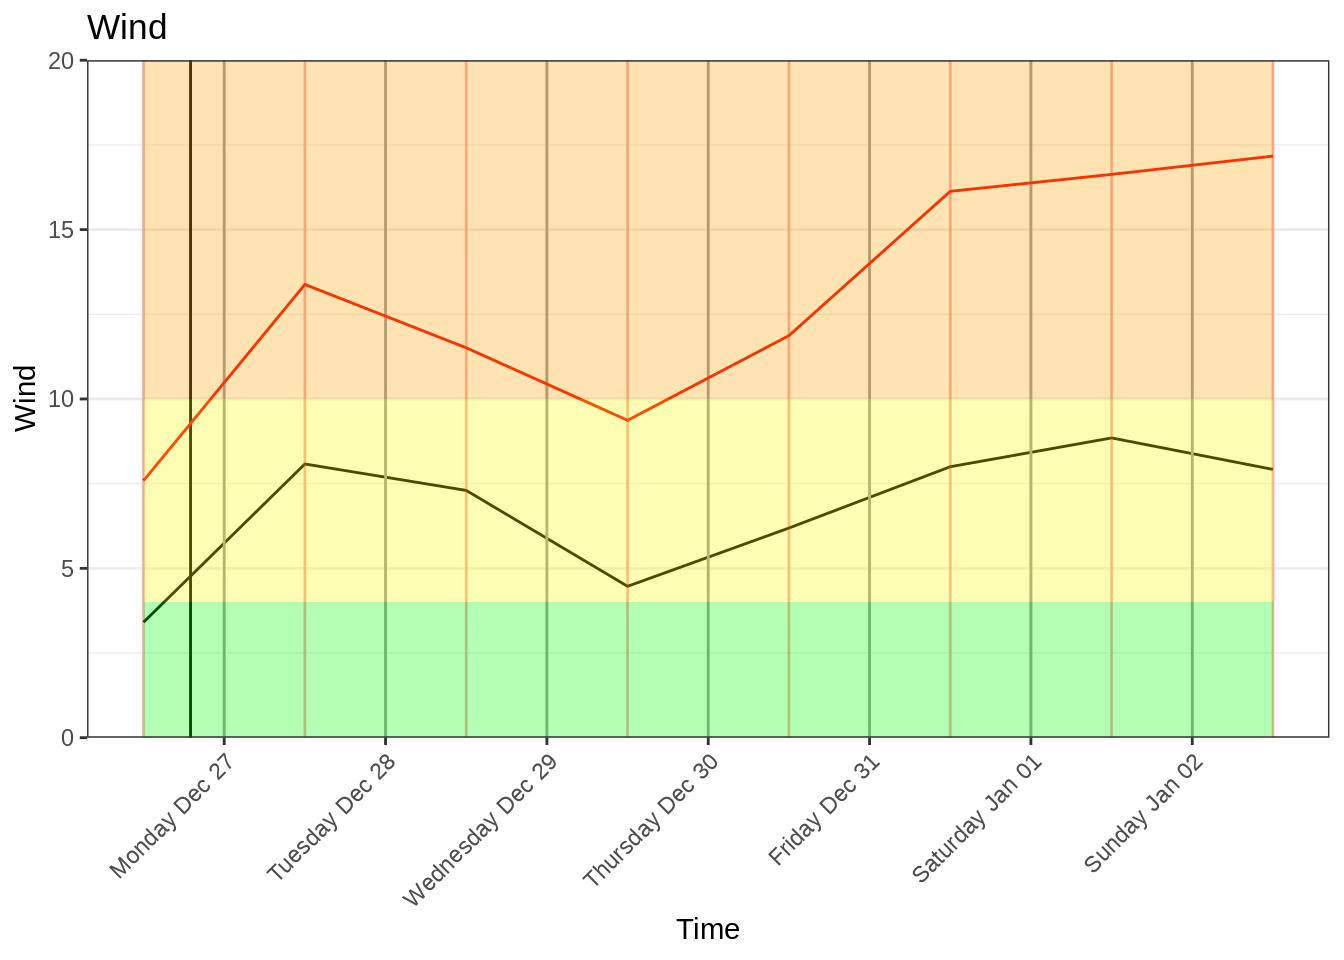 Wind
20
15
10
5
0
Wind
Monday Dec 27
Tuesday Dec 28
Wednesday Dec 29
Thursday Dec 30
Friday Dec 31
Saturday Jan 01
Sunday Jan 02
Time